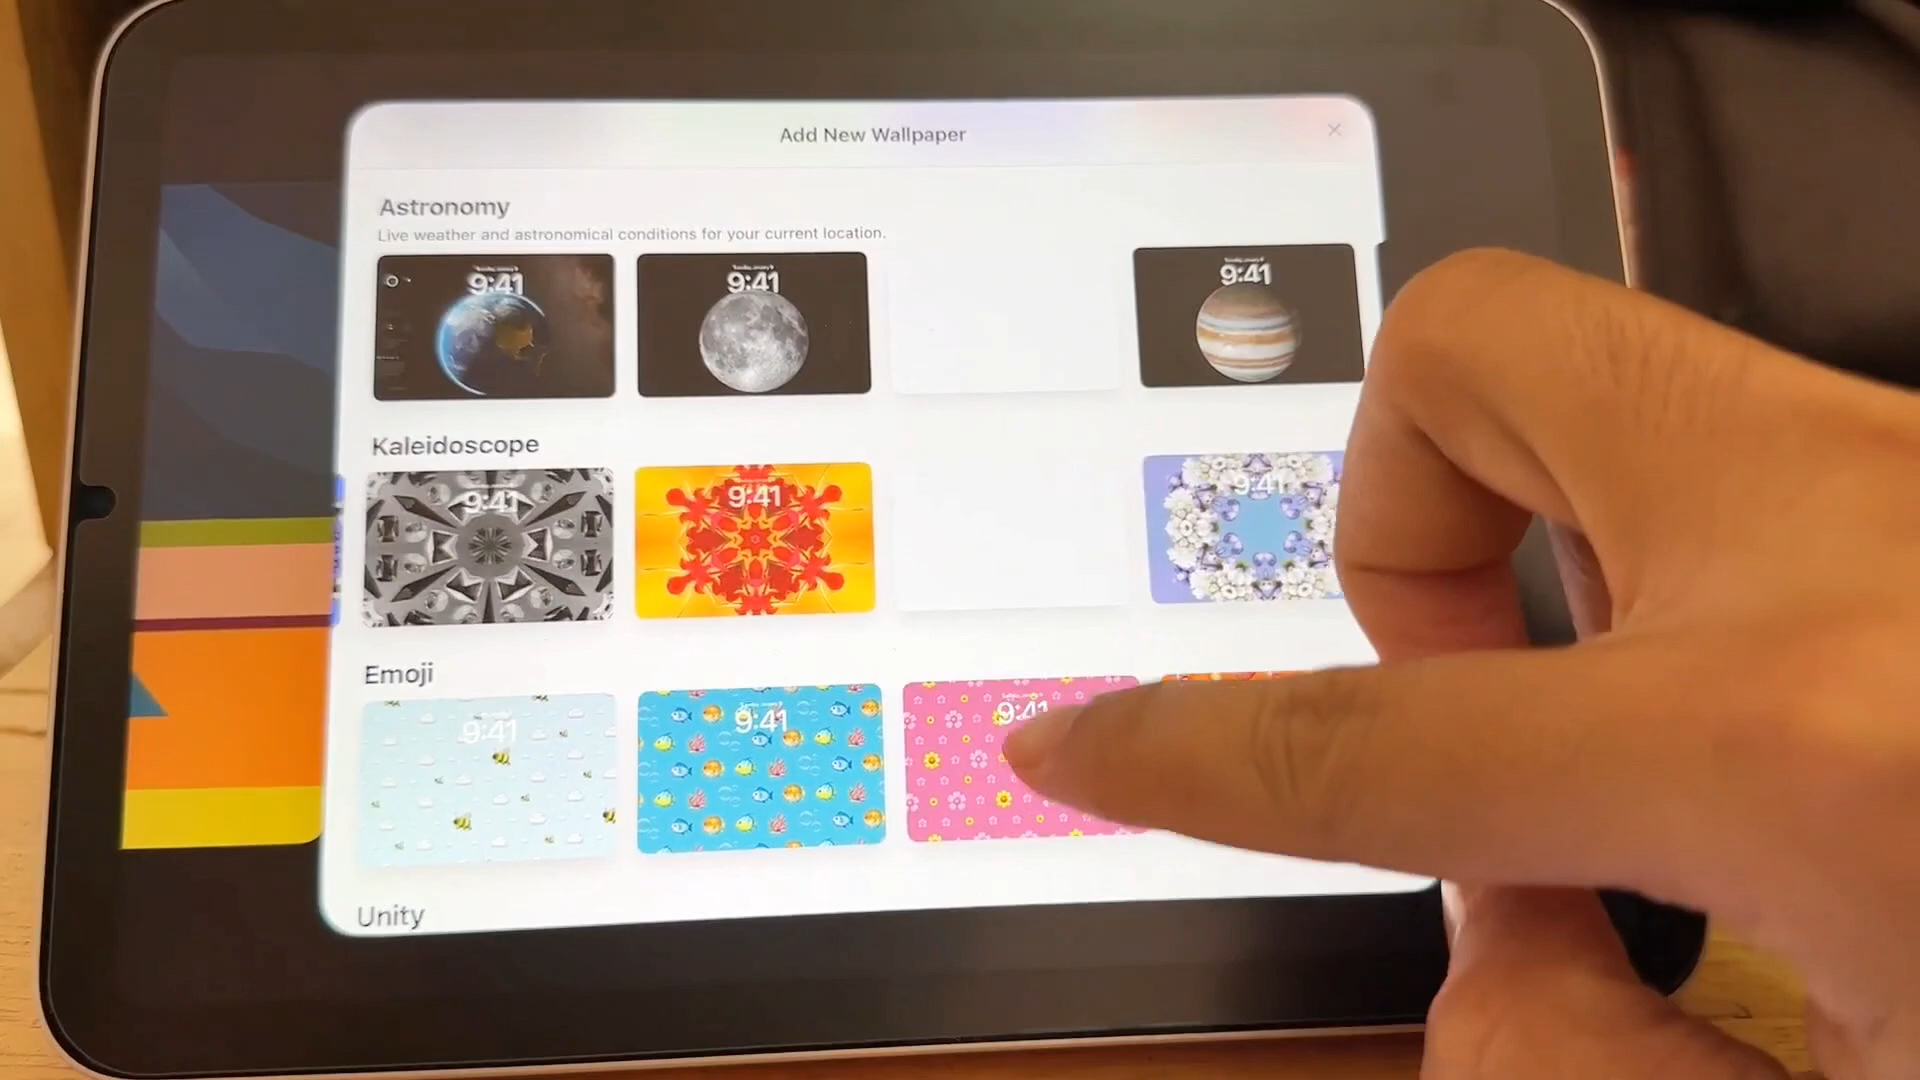 Add New Wallpaper
Astronomy
Live weather and astronomical conditions for your current location.
9:41
9:41
9:41
Kaleidoscope
9:41
9:41
9:41
Emoji
9:41
9:41
9:41
Unity